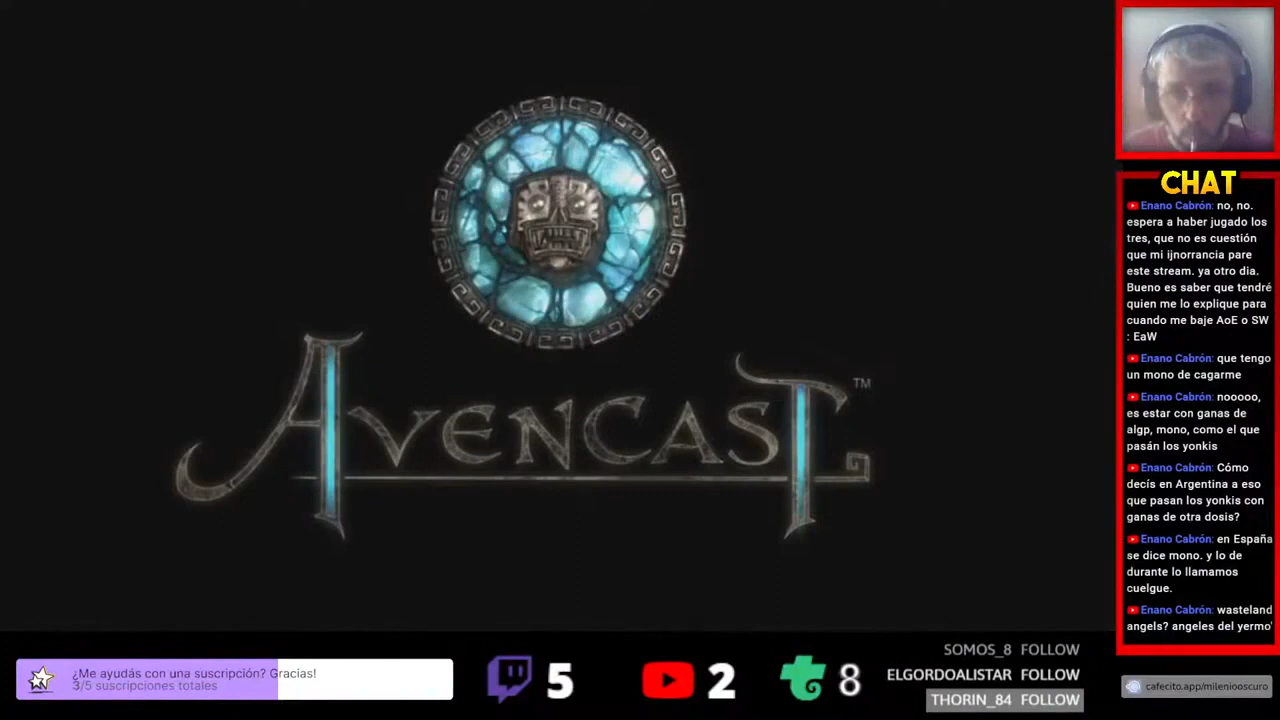 AVENCAST
™
CHAT
Enano Cabrón: no, no.
espera a haber jugado los
tres, que no es cuestión
que mi ijnorrancia pare
este stream. ya otro dia.
Bueno es saber que tendré
quien me lo explique para
cuando me baje AoE o SW
: EaW
Enano Cabrón: que tengo
un mono de cagarme
Enano Cabrón: nooooo,
es estar con ganas de
algp, mono, como el que
pasán los yonkis
Enano Cabrón: Cómo
decís en Argentina a eso
que pasan los yonkis con
ganas de otra dosis?
Enano Cabrón: en España
se dice mono. y lo de
durante lo llamamos
cuelgue.
Enano Cabrón: wasteland
angels? angeles del yermo
¿Me ayudás con una suscripción? Gracias!
3/5 suscripciones totales
5
2
8
SOMOS_8 FOLLOW
ELGORDOALISTAR FOLLOW
THORIN_84 FOLLOW
cafecito.app/mileniooscuro